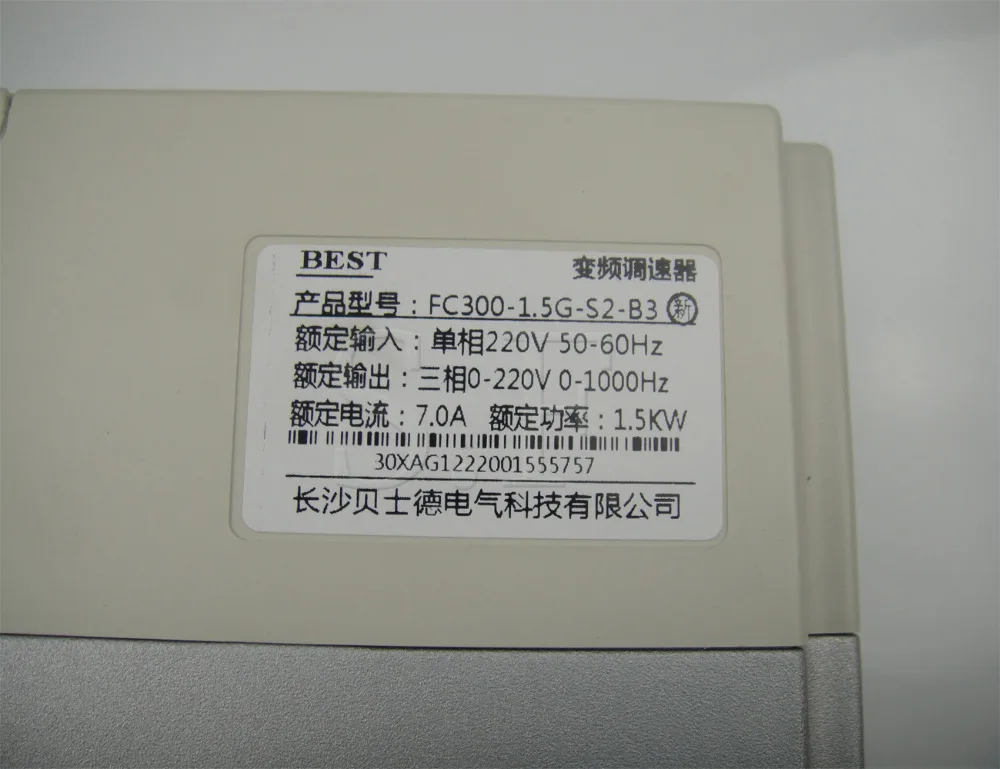 BEST 变频调速器
产品型号：FC300-1.5G-S2-B3 新
额定输入：单相220V 50-60Hz
额定输出：三相0-220V 0-1000Hz
额定电流：7.0A 额定功率：1.5KW
30XAG1222001555757
长沙贝士德电气科技有限公司